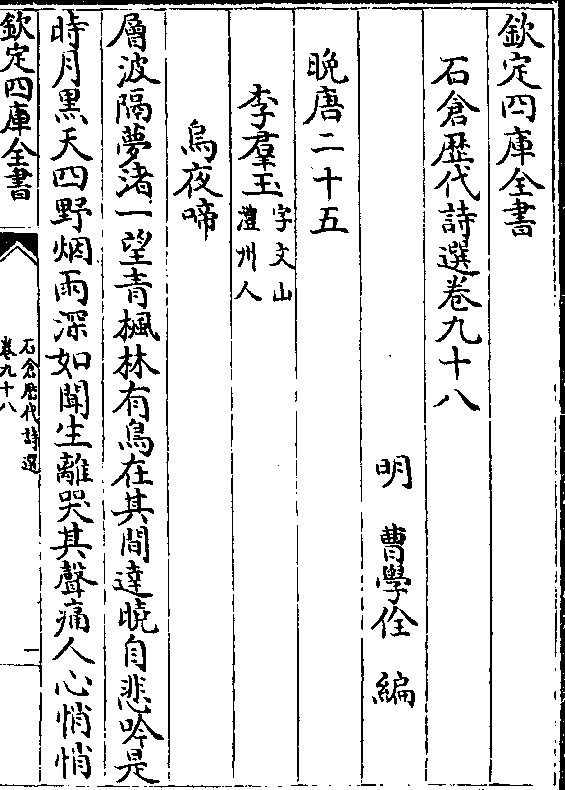 欽定四庫全書
石倉歷代詩選卷九十八
明 曹學佺 編
晚唐二十五
李羣玉 字文山
澧州人
烏夜啼
層波隔夢渚一望青楓林有鳥在其間達曉自悲吟是
時月黒天四野烟雨深如聞生離哭其聲痛人心悄悄
欽定四庫全書
石倉歷代詩選
卷九十八
一